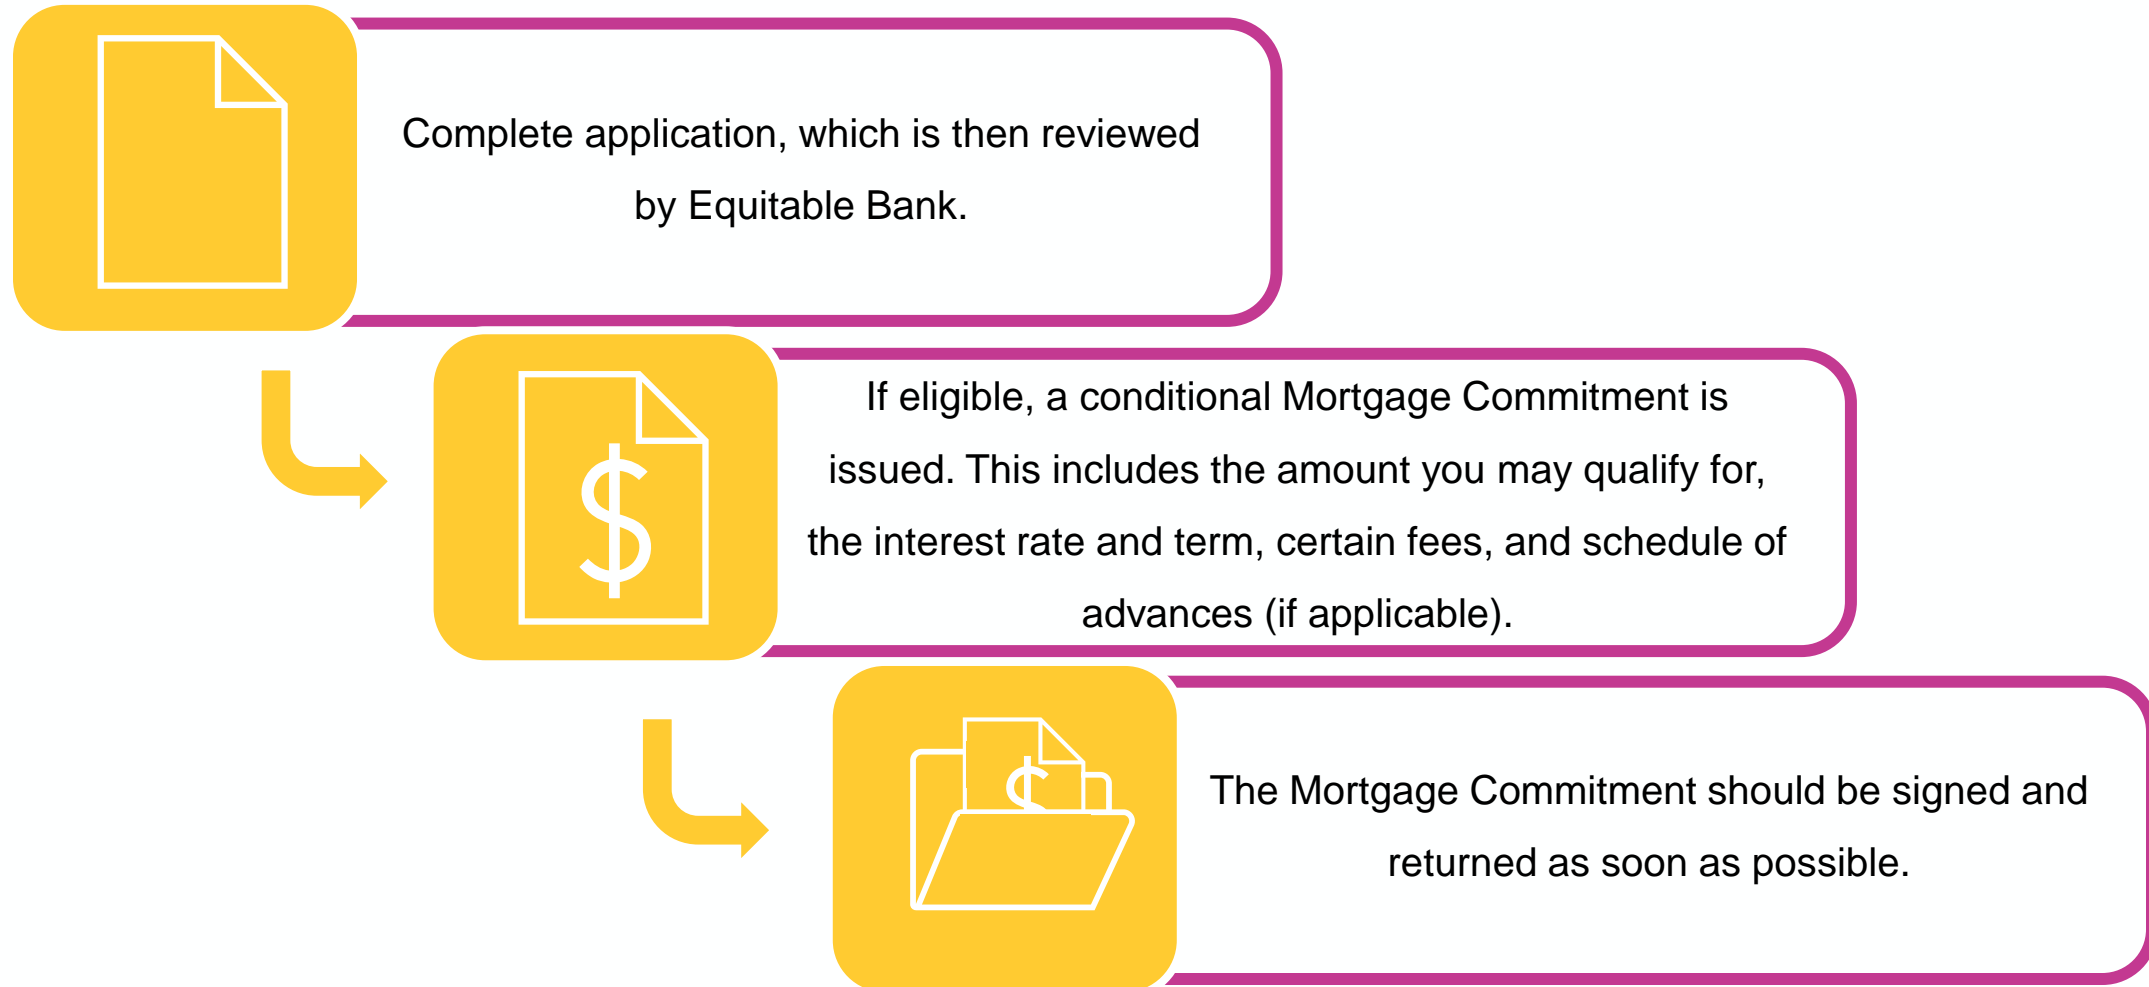 Complete application, which is then reviewed
by Equitable Bank.
$
If eligible, a conditional Mortgage Commitment is
issued. This includes the amount you may qualify for,
the interest rate and term, certain fees, and schedule of
advances (if applicable).
$
The Mortgage Commitment should be signed and
returned as soon as possible.